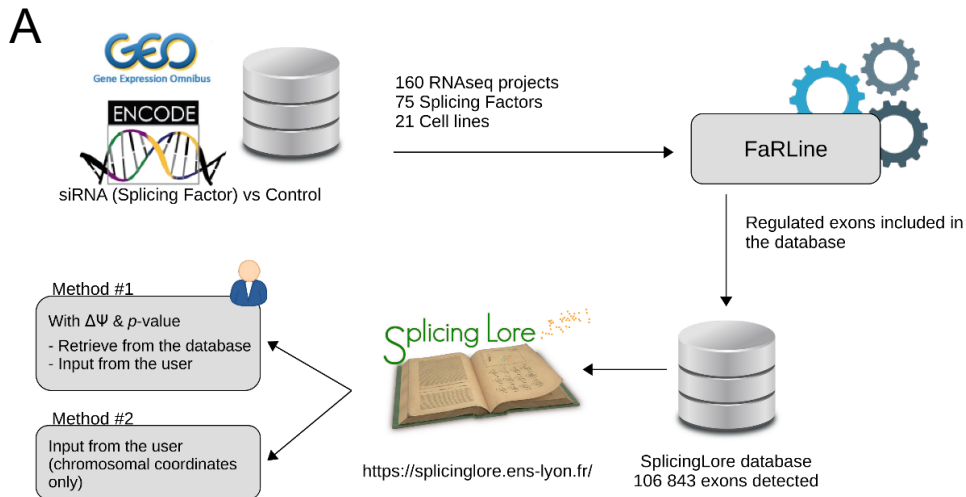 A
GEO
Gene Expression Omnibus
ENCODE
siRNA (Splicing Factor) vs Control
160 RNAseq projects
75 Splicing Factors
21 Cell lines
FaRLine
Regulated exons included in
the database
Method #1
With ΔΨ & p-value
- Retrieve from the database
- Input from the user
Method #2
Input from the user
(chromosomal coordinates
only)
Splicing Lore
https://splicinglore.ens-lyon.fr/
SplicingLore database
106 843 exons detected